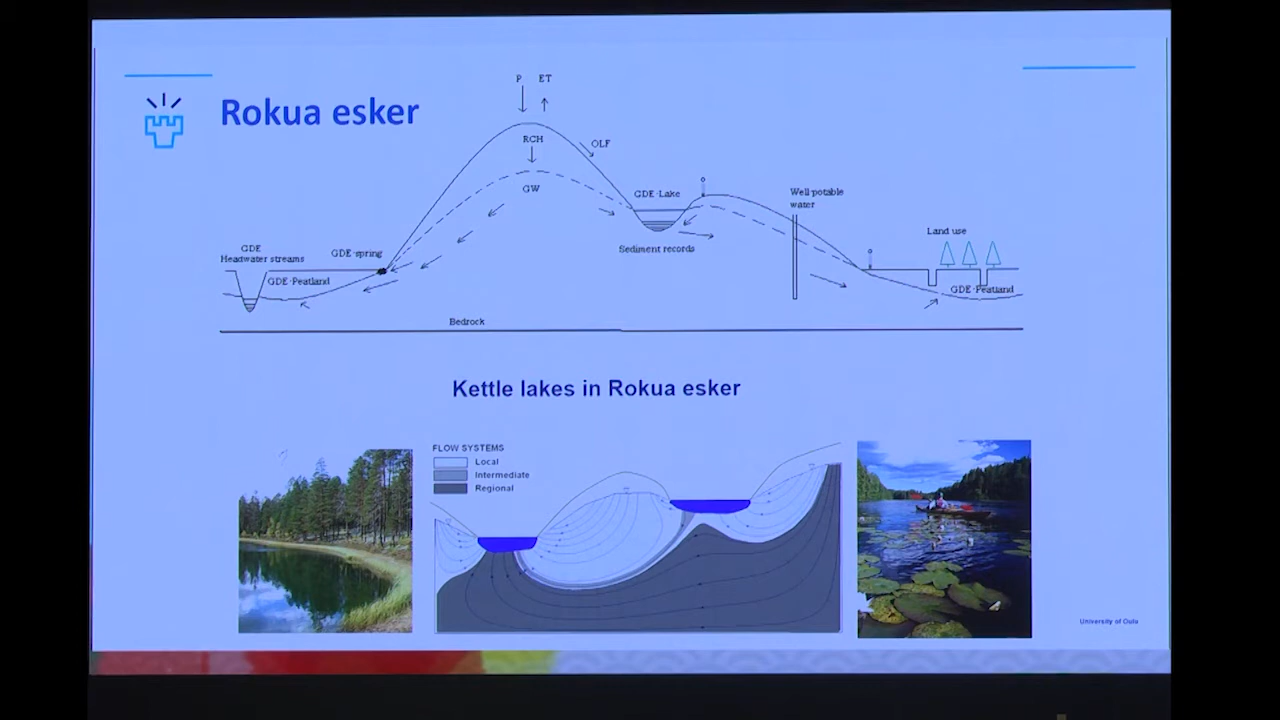 Rokua esker
P ET
RCH
OLF
GW
GDE-Lake
Sediment records
Well-potable
water
Land use
GDE-Peatland
GDE
Headwater streams
GDE-spring
GDE-Peatland
Bedrock
Kettle lakes in Rokua esker
FLOW SYSTEMS
Local
Intermediate
Regional
University of Oulu